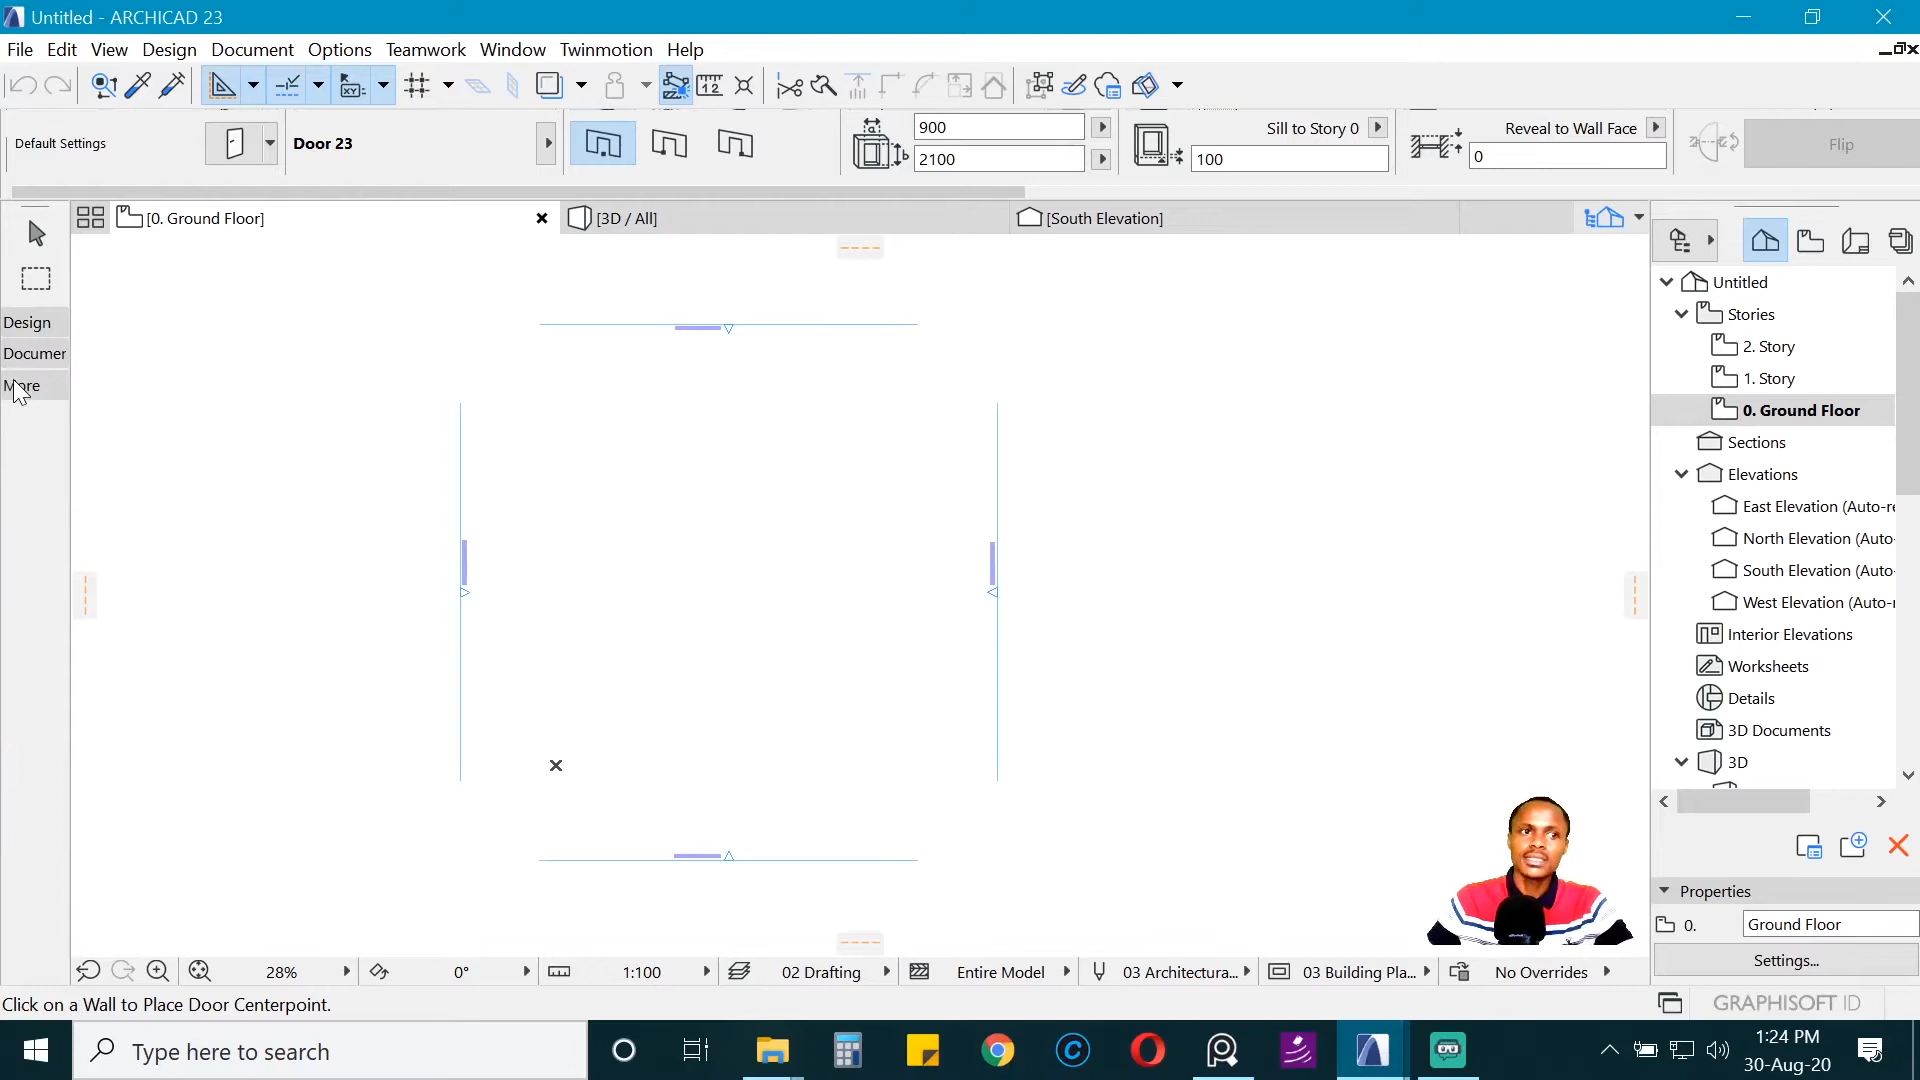 Untitled - ARCHICAD 23
File Edit View Design Document Options Teamwork Window Twinmotion Help
Default Settings
Door 23
900
2100
Sill to Story 0
100
Reveal to Wall Face
0
Flip
[0. Ground Floor]
[3D / All]
[South Elevation]
Design
Documer
More
Untitled
Stories
2. Story
1. Story
0. Ground Floor
Sections
Elevations
East Elevation (Auto-re
North Elevation (Auto-
South Elevation (Auto-
West Elevation (Auto-r
Interior Elevations
Worksheets
Details
3D Documents
3D
Properties
0.
Ground Floor
Settings...
28%
0°
1:100
02 Drafting
Entire Model
03 Architectura...
03 Building Pla...
No Overrides
Click on a Wall to Place Door Centerpoint.
GRAPHISOFT ID
Type here to search
1:24 PM
30-Aug-20